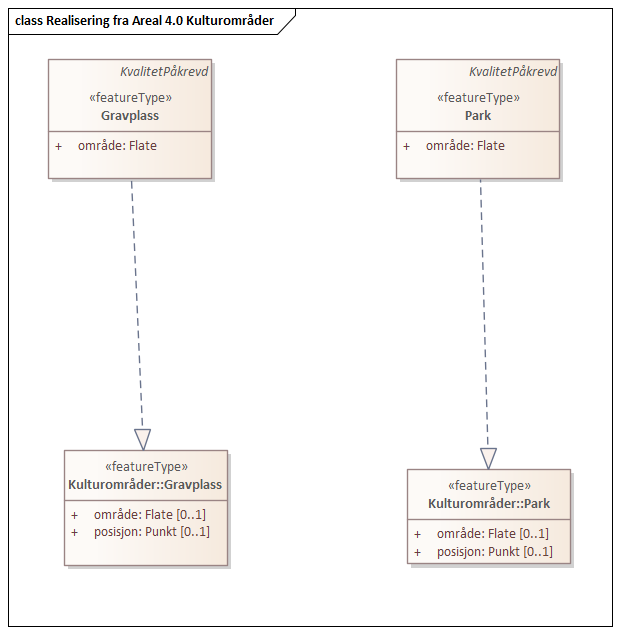 class Realisering fra Areal 4.0 Kulturområder
KvalitetPåkrevd
«featureType»
Gravplass
+ område: Flate
KvalitetPåkrevd
«featureType»
Park
+ område: Flate
«featureType»
Kulturområder::Gravplass
+ område: Flate [0..1]
+ posisjon: Punkt [0..1]
«featureType»
Kulturområder::Park
+ område: Flate [0..1]
+ posisjon: Punkt [0..1]